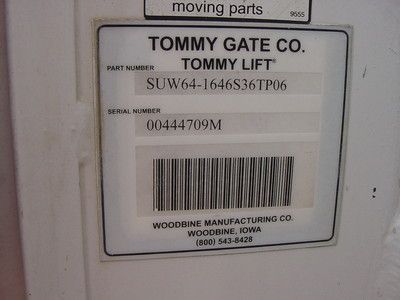 moving parts
9555
TOMMY GATE CO.
TOMMY LIFT®
PART NUMBER
SUW64-1646S36TP06
SERIAL NUMBER
00444709M
WOODBINE MANUFACTURING CO.
WOODBINE, IOWA
(800) 543-8428